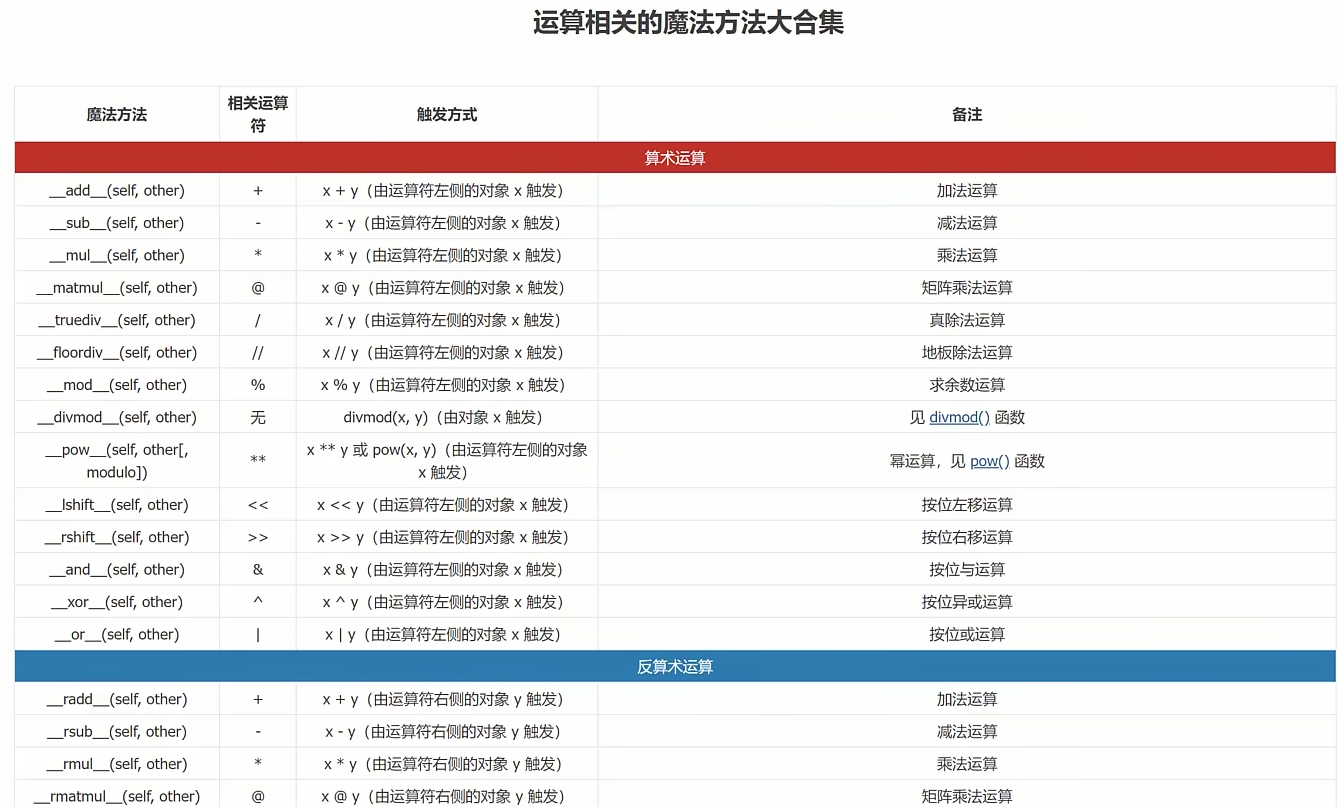 运算相关的魔法方法大合集
魔法方法 相关运算符 触发方式 备注
算术运算
__add__(self, other) + x + y（由运算符左侧的对象 x 触发） 加法运算
__sub__(self, other) - x - y（由运算符左侧的对象 x 触发） 减法运算
__mul__(self, other) * x * y（由运算符左侧的对象 x 触发） 乘法运算
__matmul__(self, other) @ x @ y（由运算符左侧的对象 x 触发） 矩阵乘法运算
__truediv__(self, other) / x / y（由运算符左侧的对象 x 触发） 真除法运算
__floordiv__(self, other) // x // y（由运算符左侧的对象 x 触发） 地板除法运算
__mod__(self, other) % x % y（由运算符左侧的对象 x 触发） 求余数运算
__divmod__(self, other) 无 divmod(x, y)（由对象 x 触发） 见 divmod() 函数
__pow__(self, other[, modulo]) ** x ** y 或 pow(x, y)（由运算符左侧的对象 x 触发） 幂运算，见 pow() 函数
__lshift__(self, other) << x << y（由运算符左侧的对象 x 触发） 按位左移运算
__rshift__(self, other) >> x >> y（由运算符左侧的对象 x 触发） 按位右移运算
__and__(self, other) & x & y（由运算符左侧的对象 x 触发） 按位与运算
__xor__(self, other) ^ x ^ y（由运算符左侧的对象 x 触发） 按位异或运算
__or__(self, other) | x | y（由运算符左侧的对象 x 触发） 按位或运算
反算术运算
__radd__(self, other) + x + y（由运算符右侧的对象 y 触发） 加法运算
__rsub__(self, other) - x - y（由运算符右侧的对象 y 触发） 减法运算
__rmul__(self, other) * x * y（由运算符右侧的对象 y 触发） 乘法运算
__rmatmul__(self, other) @ x @ y（由运算符右侧的对象 y 触发） 矩阵乘法运算